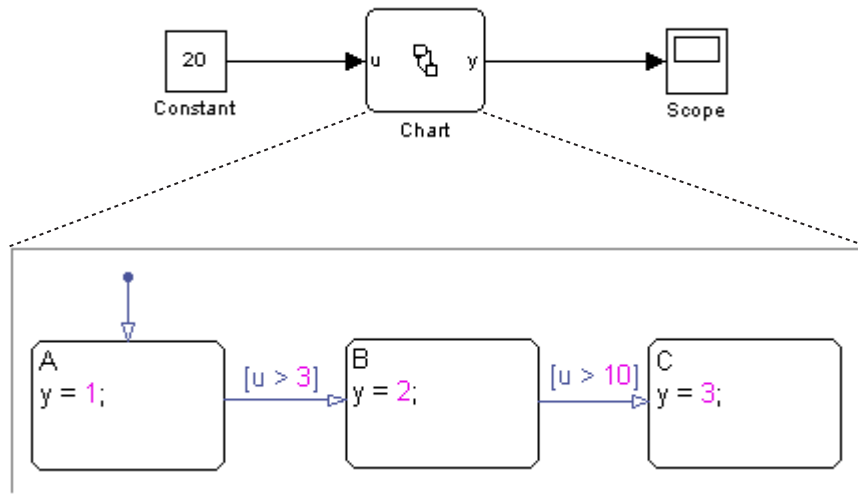 20
u
y
Constant
Chart
Scope
A
y = 1;
[u > 3]
B
y = 2;
[u > 10]
C
y = 3;